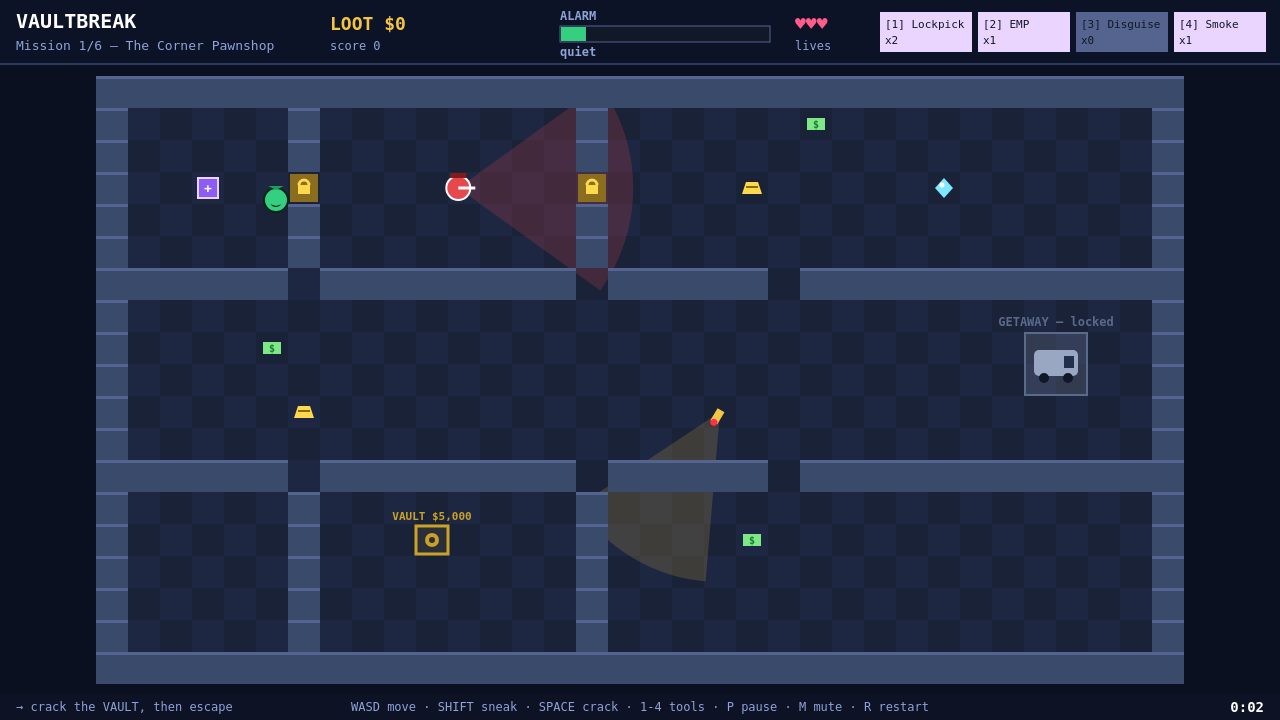 VAULTBREAK
Mission 1/6 — The Corner Pawnshop
LOOT $0
score 0
ALARM
quiet
♥♥♥
lives
[1] Lockpick
x2
[2] EMP
x1
[3] Disguise
x0
[4] Smoke
x1
$
+
GETAWAY — locked
$
VAULT $5,000
$
→ crack the VAULT, then escape
WASD move · SHIFT sneak · SPACE crack · 1-4 tools · P pause · M mute · R restart
0:02